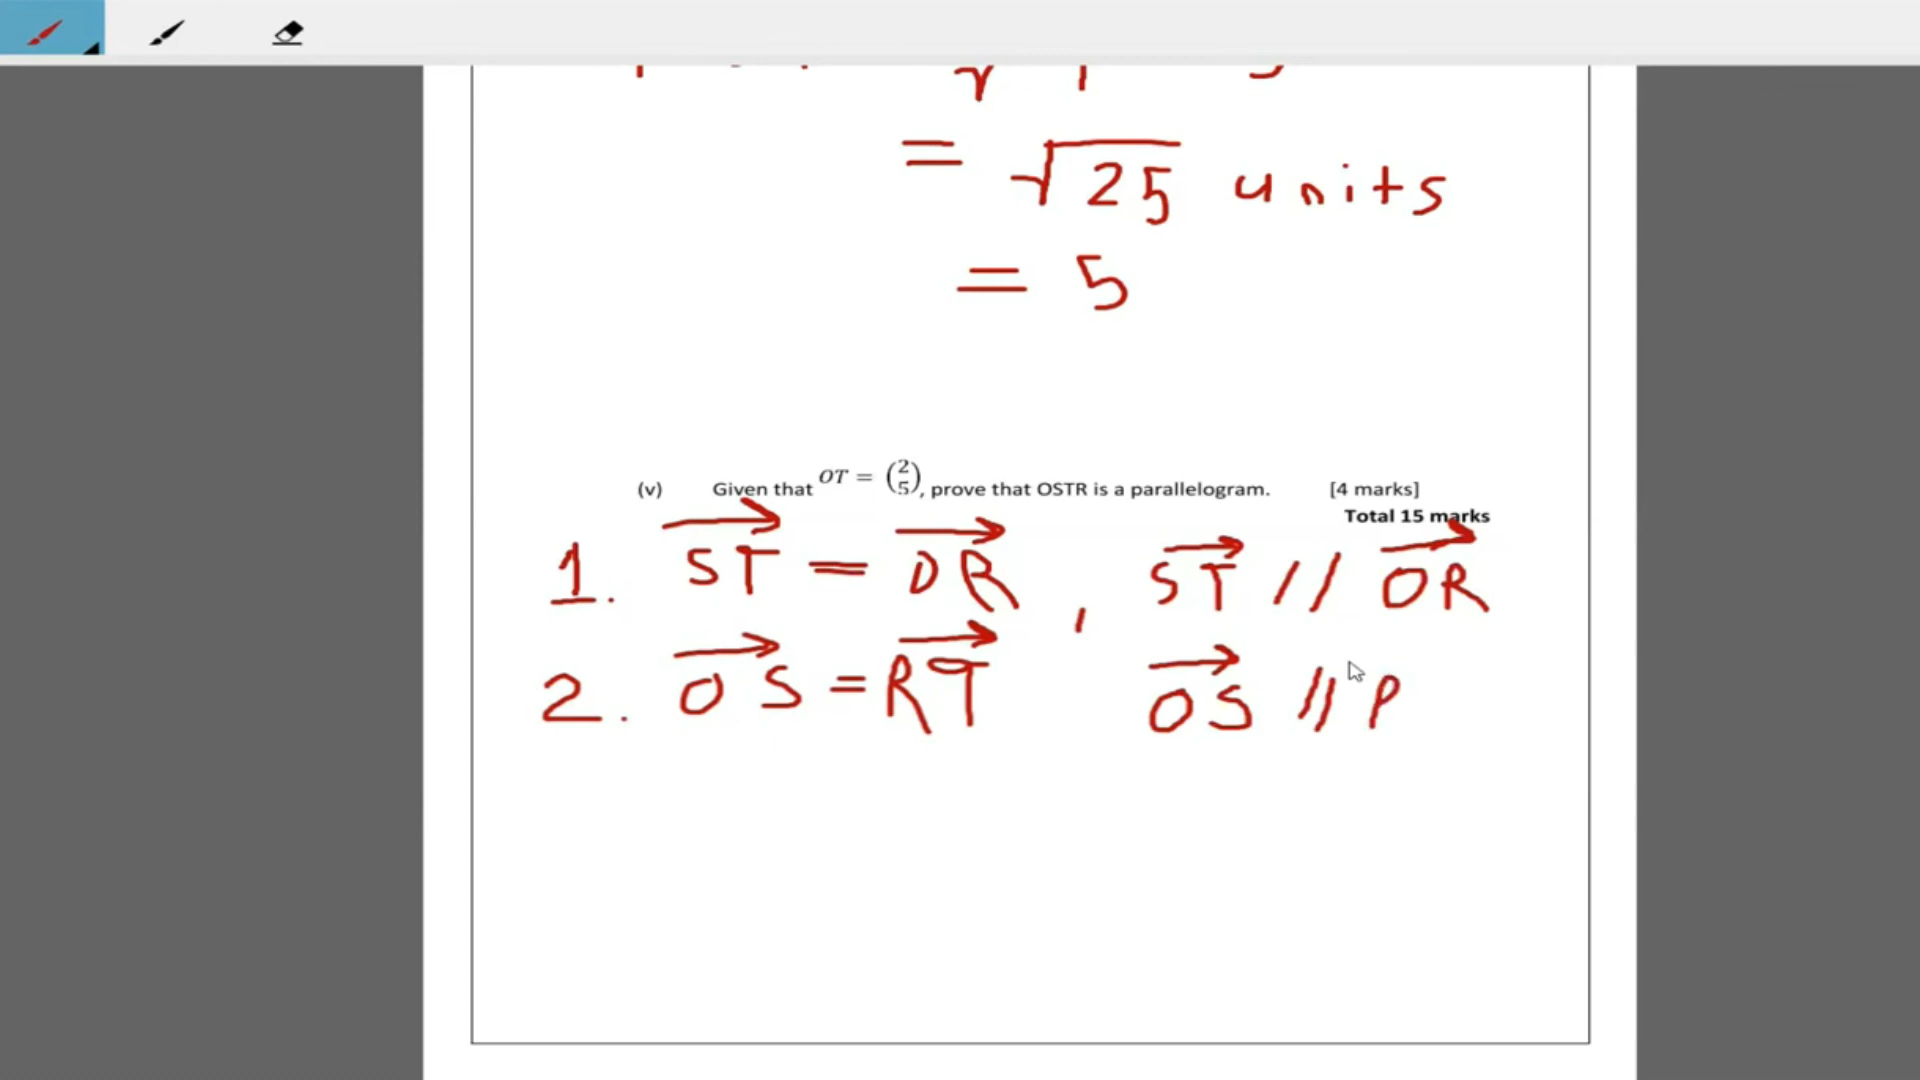 = √25 units
= 5
(v) Given that OT = (2 5), prove that OSTR is a parallelogram. [4 marks]
Total 15 marks
1. ST = OR , ST // OR
2. OS = RT OS // P